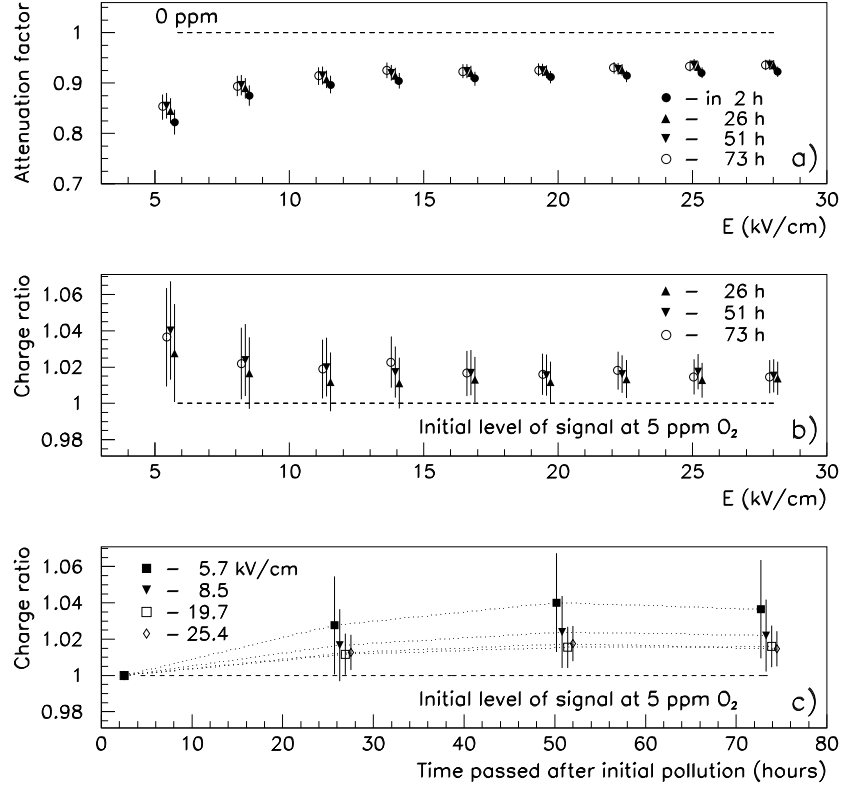 0 ppm
Attenuation factor
1
0.9
0.8
0.7
– in 2 h
– 26 h
– 51 h
– 73 h
a)
5 10 15 20 25 30
E (kV/cm)
Charge ratio
1.06
1.04
1.02
1
0.98
– 26 h
– 51 h
– 73 h
Initial level of signal at 5 ppm O₂
b)
5 10 15 20 25 30
E (kV/cm)
Charge ratio
1.06
1.04
1.02
1
0.98
– 5.7 kV/cm
– 8.5
– 19.7
– 25.4
Initial level of signal at 5 ppm O₂
c)
0 10 20 30 40 50 60 70 80
Time passed after initial pollution (hours)